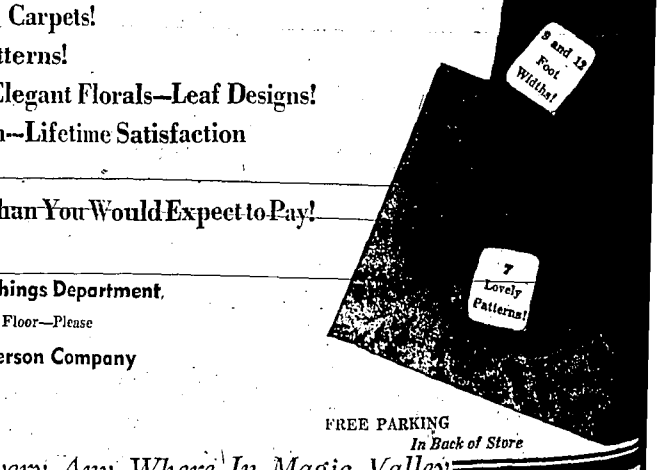 Carpets!
tterns!
Elegant Florals—Leaf Designs!
n—Lifetime Satisfaction
han You Would Expect to Pay!
hings Department,
Floor—Please
erson Company
9 and 12
Foot
Widths!
7
Lovely
Patterns!
FREE PARKING
In Back of Store
very Any Where In Magic Valley